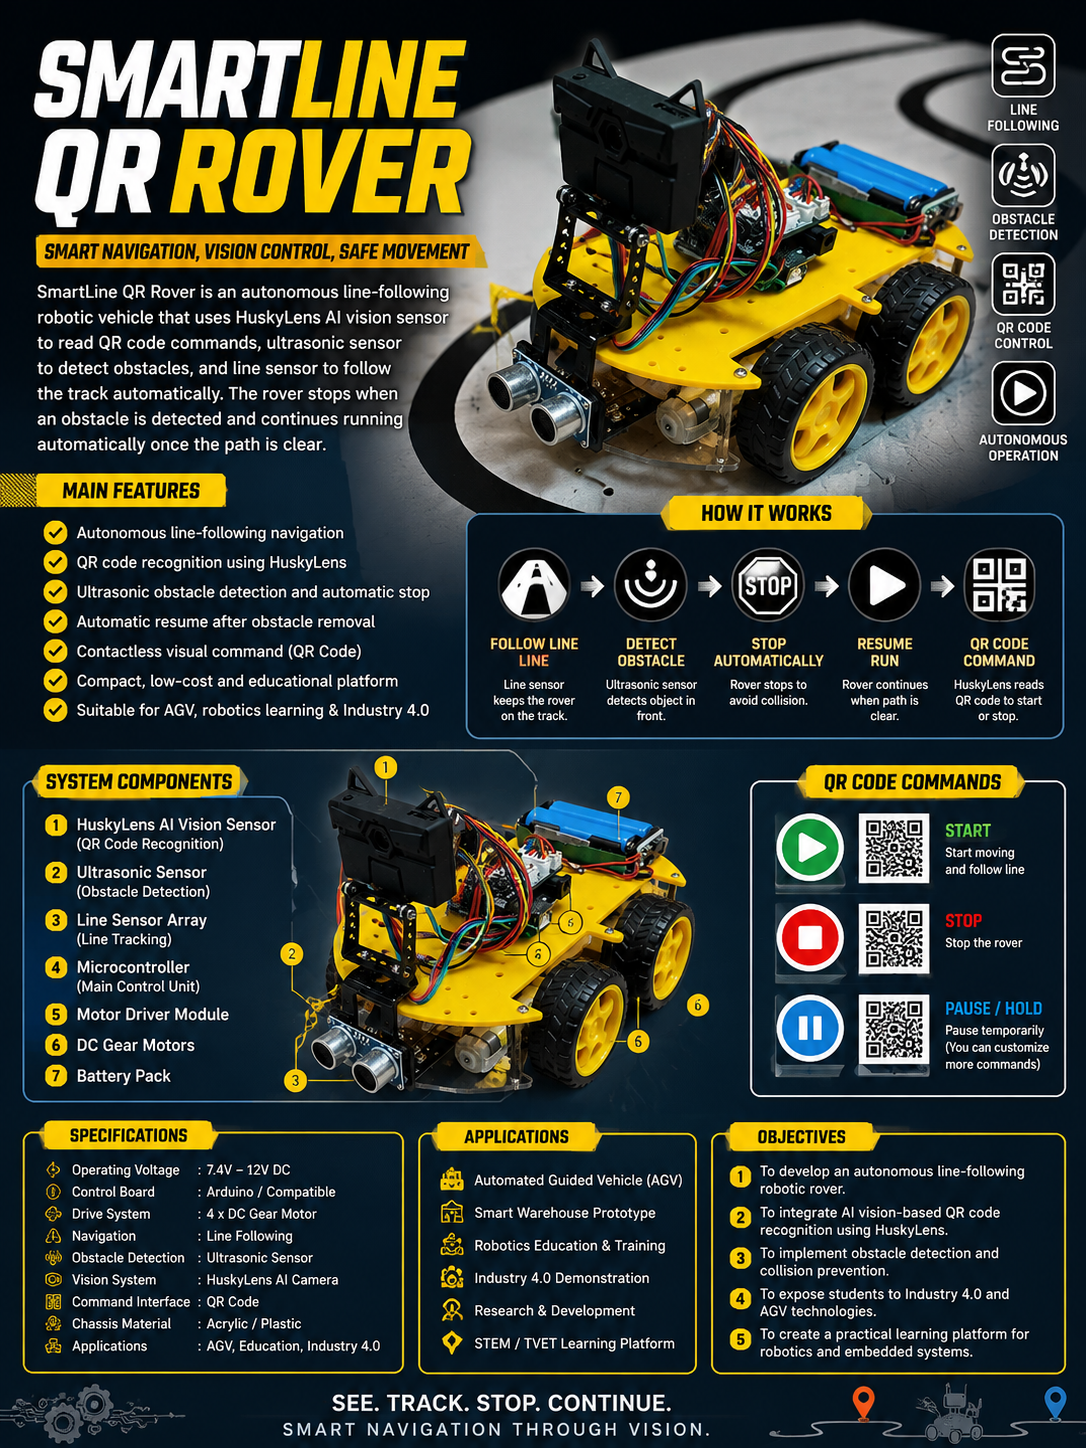 SMARTLINE
QR ROVER
SMART NAVIGATION, VISION CONTROL, SAFE MOVEMENT
SmartLine QR Rover is an autonomous line-following
robotic vehicle that uses HuskyLens AI vision sensor
to read QR code commands, ultrasonic sensor
to detect obstacles, and line sensor to follow
the track automatically. The rover stops when
an obstacle is detected and continues running
automatically once the path is clear.
LINE
FOLLOWING
OBSTACLE
DETECTION
QR CODE
CONTROL
AUTONOMOUS
OPERATION
MAIN FEATURES
Autonomous line-following navigation
QR code recognition using HuskyLens
Ultrasonic obstacle detection and automatic stop
Automatic resume after obstacle removal
Contactless visual command (QR Code)
Compact, low-cost and educational platform
Suitable for AGV, robotics learning & Industry 4.0
HOW IT WORKS
STOP
FOLLOW LINE
LINE
Line sensor
keeps the rover
on the track.
DETECT
OBSTACLE
Ultrasonic sensor
detects object in
front.
STOP
AUTOMATICALLY
Rover stops to
avoid collision.
RESUME
RUN
Rover continues
when path is
clear.
QR CODE
COMMAND
HuskyLens reads
QR code to start
or stop.
SYSTEM COMPONENTS
1 HuskyLens AI Vision Sensor
(QR Code Recognition)
2 Ultrasonic Sensor
(Obstacle Detection)
3 Line Sensor Array
(Line Tracking)
4 Microcontroller
(Main Control Unit)
5 Motor Driver Module
6 DC Gear Motors
7 Battery Pack
1
7
2
6
6
3
QR CODE COMMANDS
START
Start moving
and follow line
STOP
Stop the rover
PAUSE / HOLD
Pause temporarily
(You can customize
more commands)
SPECIFICATIONS
Operating Voltage : 7.4V – 12V DC
Control Board : Arduino / Compatible
Drive System : 4 x DC Gear Motor
Navigation : Line Following
Obstacle Detection : Ultrasonic Sensor
Vision System : HuskyLens AI Camera
Command Interface : QR Code
Chassis Material : Acrylic / Plastic
Applications : AGV, Education, Industry 4.0
APPLICATIONS
Automated Guided Vehicle (AGV)
Smart Warehouse Prototype
Robotics Education & Training
Industry 4.0 Demonstration
Research & Development
STEM / TVET Learning Platform
OBJECTIVES
1 To develop an autonomous line-following
robotic rover.
2 To integrate AI vision-based QR code
recognition using HuskyLens.
3 To implement obstacle detection and
collision prevention.
4 To expose students to Industry 4.0 and
AGV technologies.
5 To create a practical learning platform for
robotics and embedded systems.
SEE. TRACK. STOP. CONTINUE.
SMART NAVIGATION THROUGH VISION.